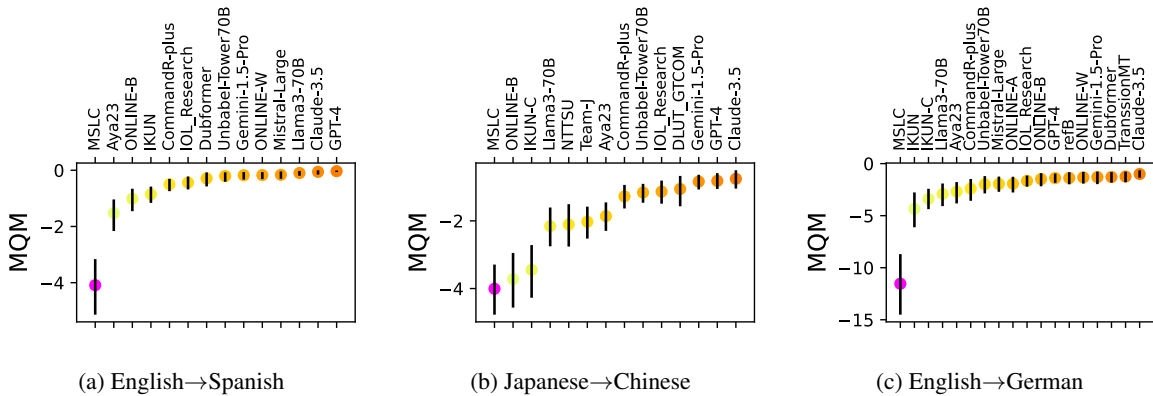 MSLC
Aya23
ONLINE-B
IKUN
CommandR-plus
IOL_Research
Dubformer
Unbabel-Tower70B
Gemini-1.5-Pro
ONLINE-W
Mistral-Large
Llama3-70B
Claude-3.5
GPT-4
0
−2
−4
MQM
(a) English→Spanish
MSLC
ONLINE-B
IKUN-C
Llama3-70B
NTTSU
Team-J
Aya23
CommandR-plus
Unbabel-Tower70B
IOL_Research
DLUT_GTCOM
Gemini-1.5-Pro
GPT-4
Claude-3.5
−2
−4
MQM
(b) Japanese→Chinese
MSLC
IKUN
IKUN-C
Llama3-70B
Aya23
CommandR-plus
Unbabel-Tower70B
Mistral-Large
ONLINE-A
IOL_Research
ONLINE-B
GPT-4
refB
ONLINE-W
Gemini-1.5-Pro
Dubformer
TranssionMT
Claude-3.5
0
−5
−10
−15
MQM
(c) English→German